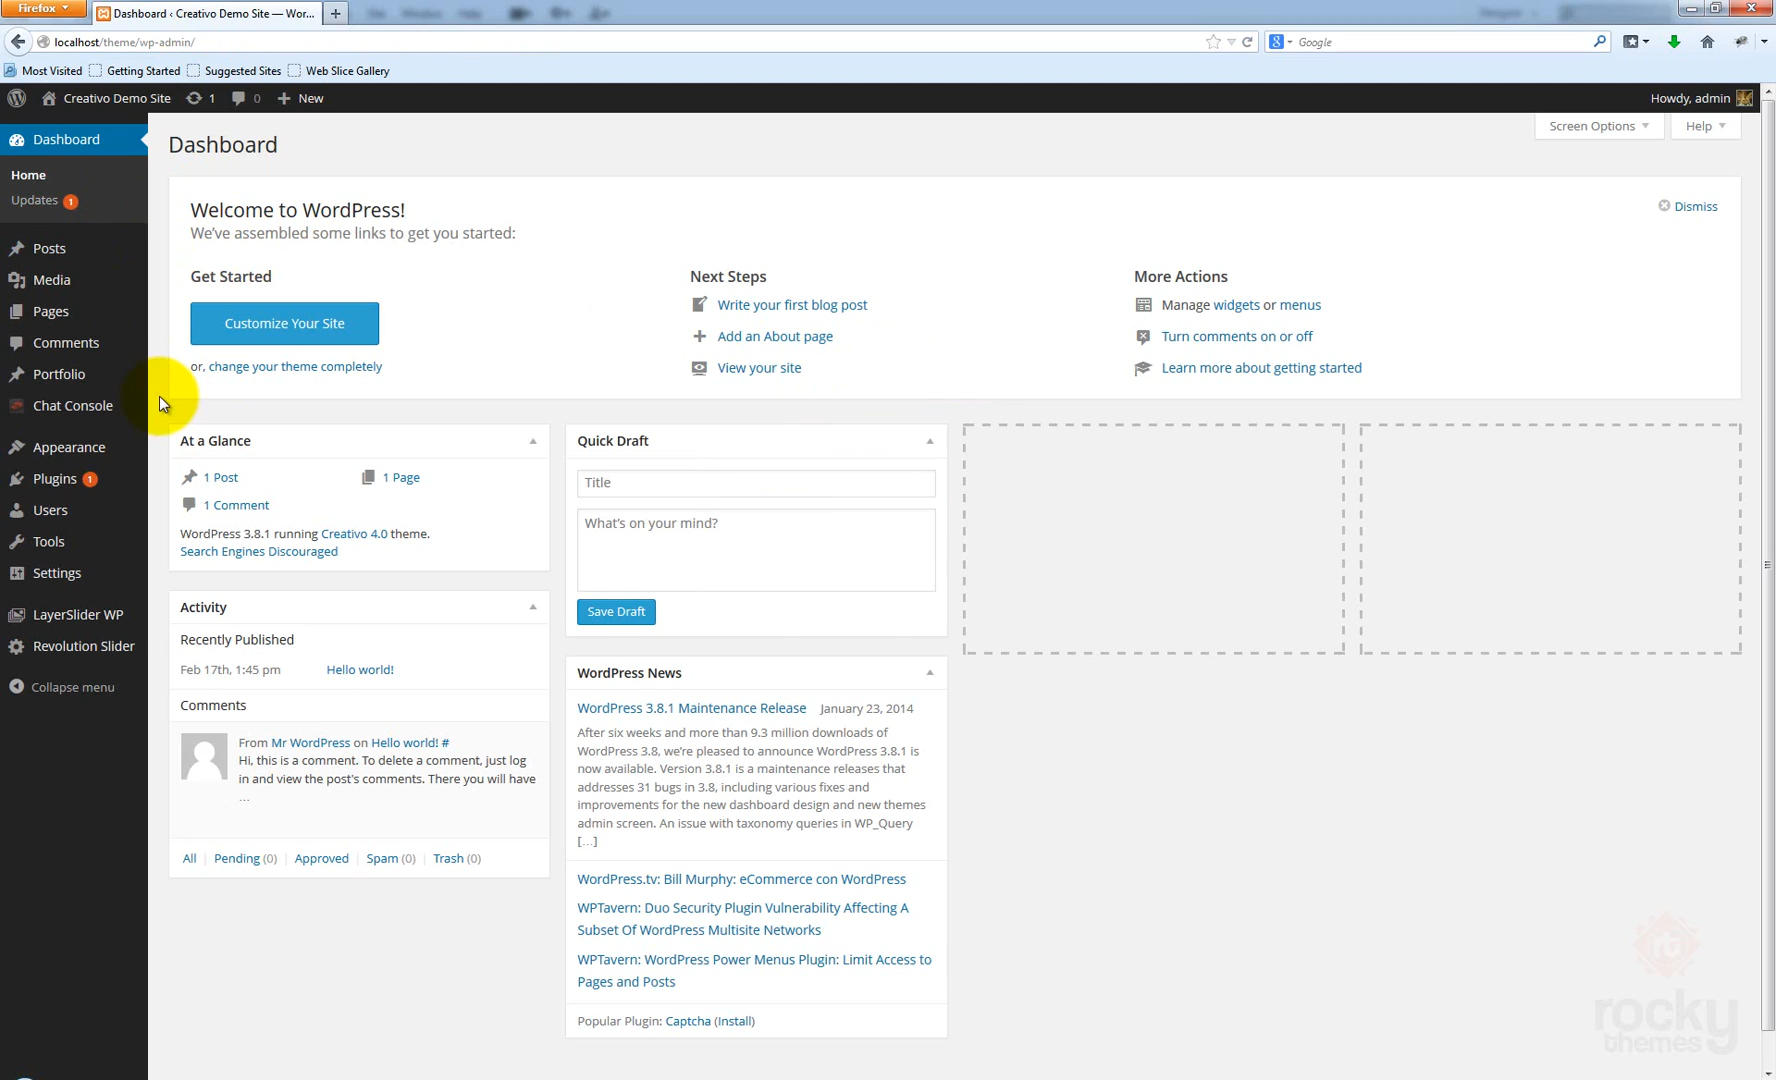 Firefox
Dashboard ‹ Creativo Demo Site — Wor...
localhost/theme/wp-admin/
Google
Most Visited
Getting Started
Suggested Sites
Web Slice Gallery
Creativo Demo Site
1
0
New
Howdy, admin
Dashboard
Home
Updates 1
Posts
Media
Pages
Comments
Portfolio
Chat Console
Appearance
Plugins 1
Users
Tools
Settings
LayerSlider WP
Revolution Slider
Collapse menu
Dashboard
Screen Options
Help
Welcome to WordPress!
We've assembled some links to get you started:
Dismiss
Get Started
Customize Your Site
or, change your theme completely
Next Steps
Write your first blog post
Add an About page
View your site
More Actions
Manage widgets or menus
Turn comments on or off
Learn more about getting started
At a Glance
1 Post
1 Page
1 Comment
WordPress 3.8.1 running Creativo 4.0 theme.
Search Engines Discouraged
Activity
Recently Published
Feb 17th, 1:45 pm
Hello world!
Comments
From Mr WordPress on Hello world! #
Hi, this is a comment. To delete a comment, just log
in and view the post's comments. There you will have
...
All | Pending (0) | Approved | Spam (0) | Trash (0)
Quick Draft
Title
What's on your mind?
Save Draft
WordPress News
WordPress 3.8.1 Maintenance Release January 23, 2014
After six weeks and more than 9.3 million downloads of
WordPress 3.8, we're pleased to announce WordPress 3.8.1 is
now available. Version 3.8.1 is a maintenance releases that
addresses 31 bugs in 3.8, including various fixes and
improvements for the new dashboard design and new themes
admin screen. An issue with taxonomy queries in WP_Query
[...]
WordPress.tv: Bill Murphy: eCommerce con WordPress
WPTavern: Duo Security Plugin Vulnerability Affecting A
Subset Of WordPress Multisite Networks
WPTavern: WordPress Power Menus Plugin: Limit Access to
Pages and Posts
Popular Plugin: Captcha (Install)
rt
rocky
themes